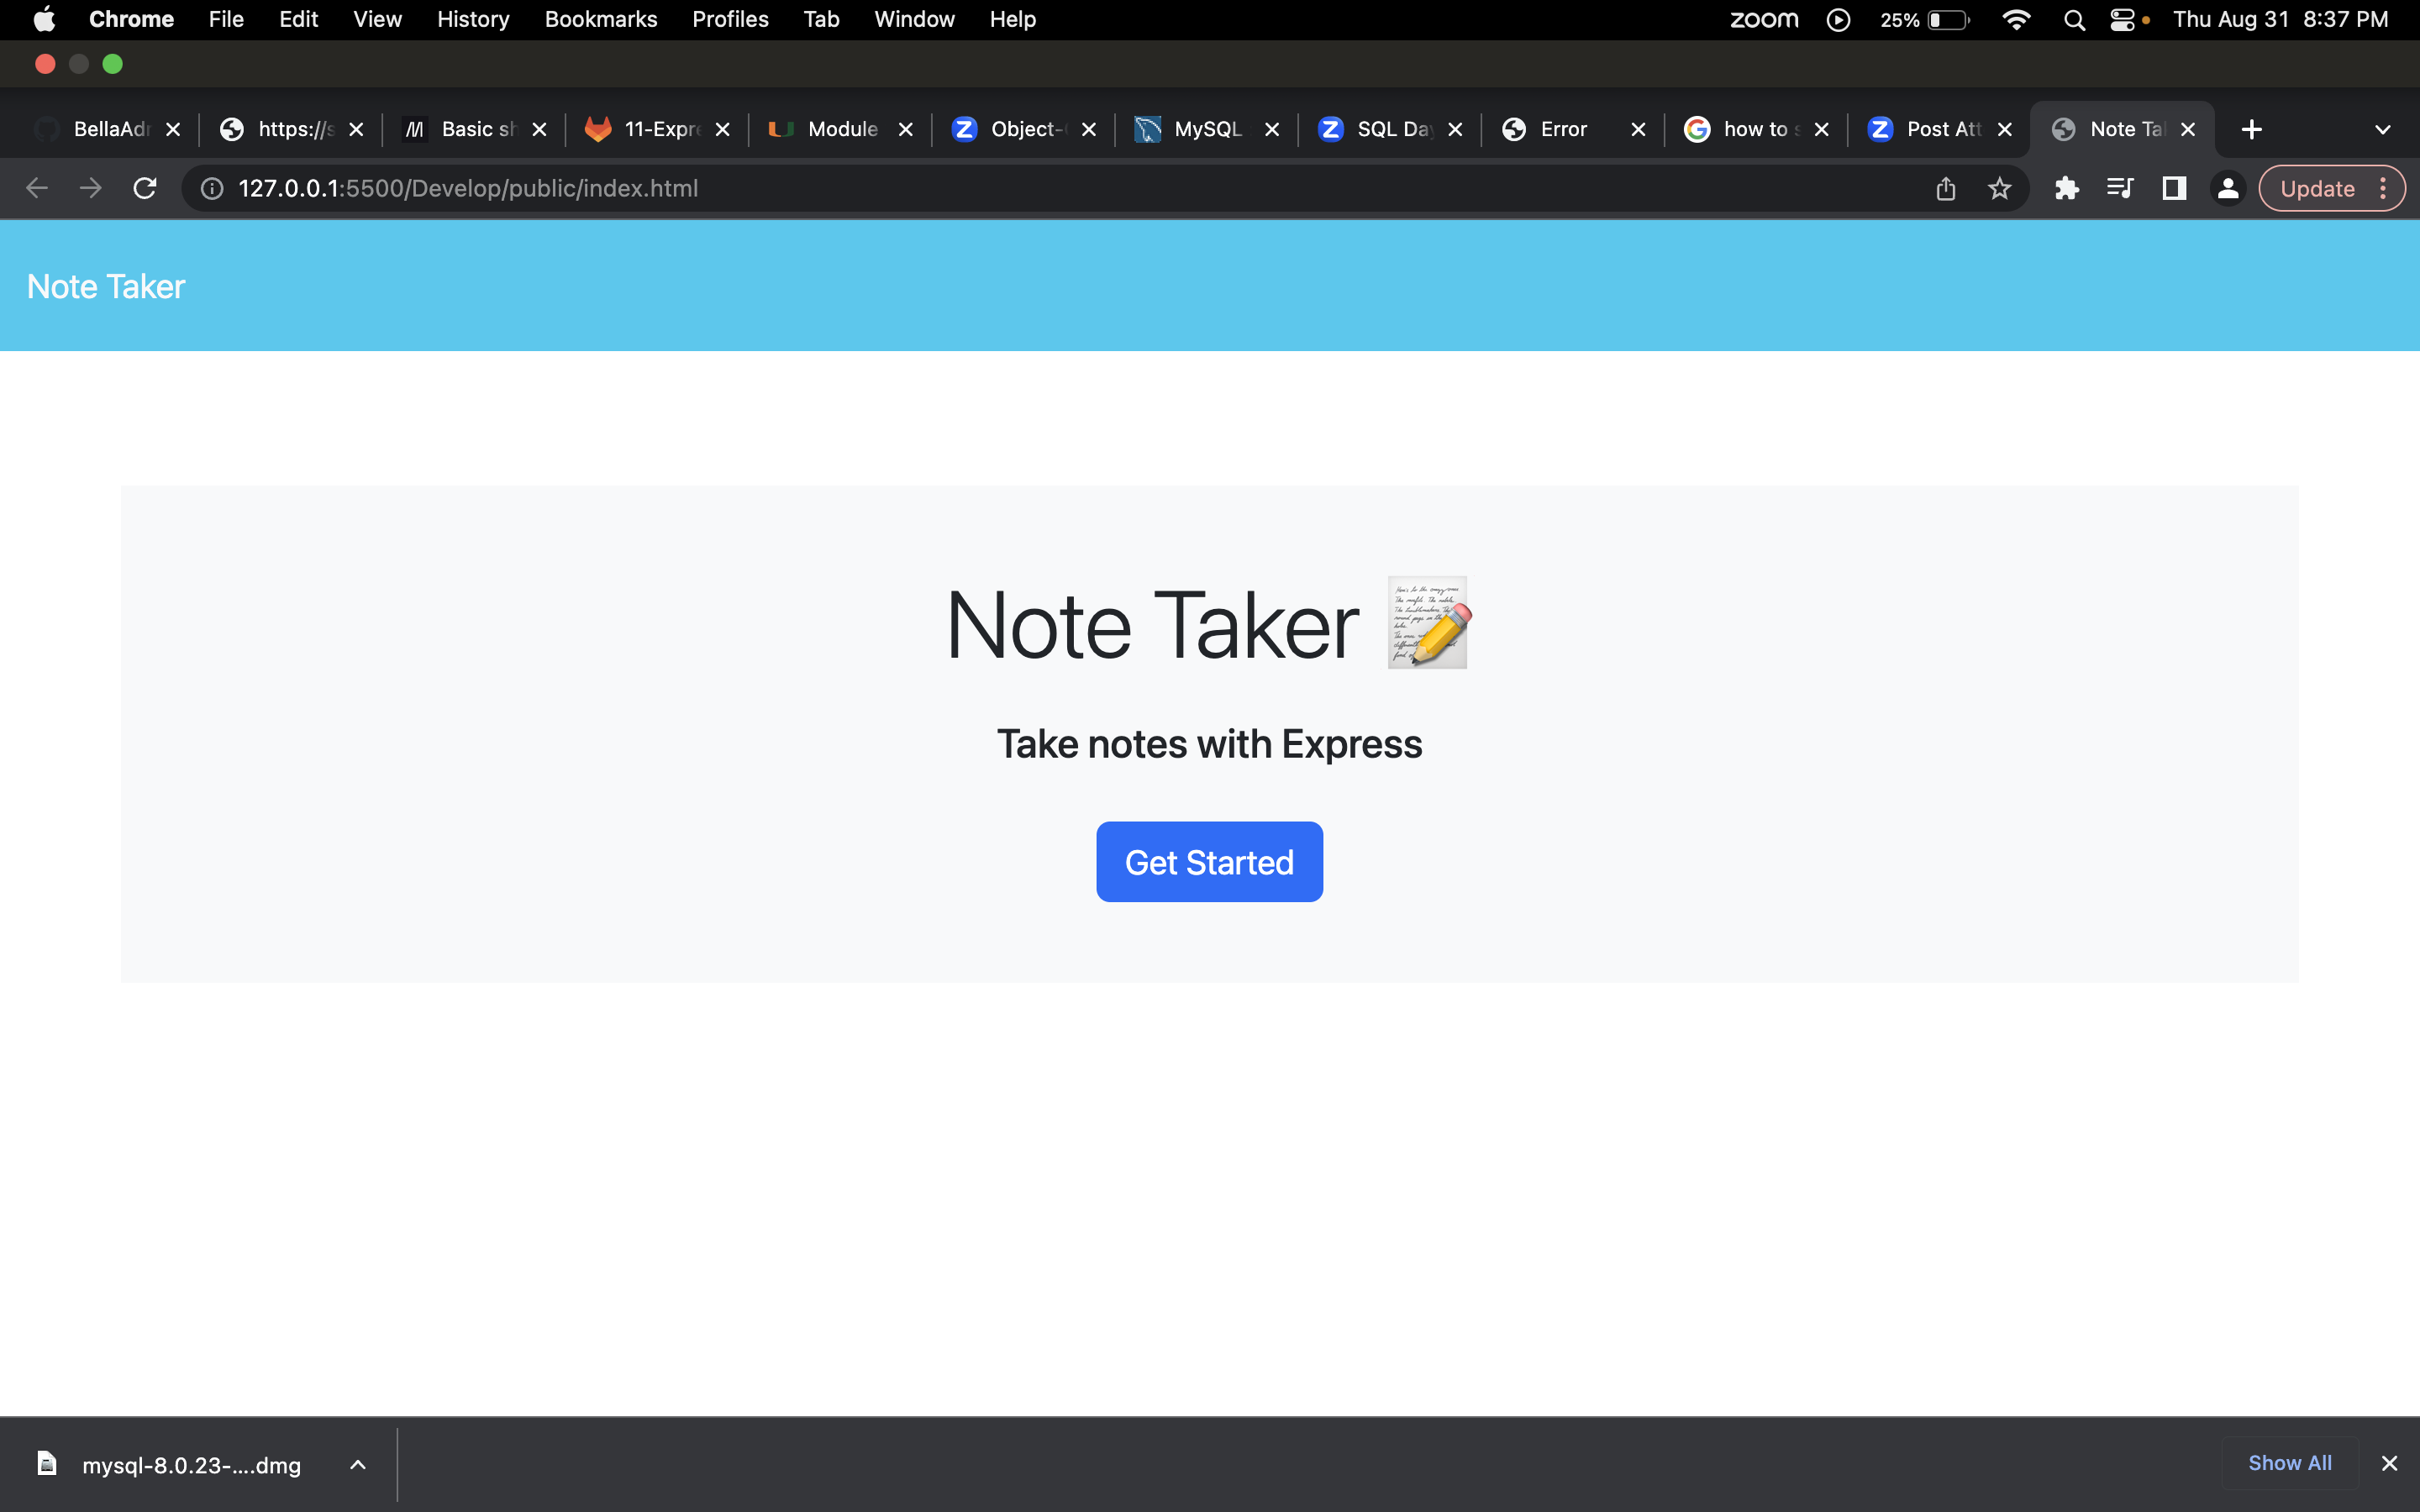 Chrome File Edit View History Bookmarks Profiles Tab Window Help zoom 25% Thu Aug 31 8:37 PM
BellaAdr https://s Basic sh 11-Expre Module Object- MySQL SQL Da Error how to Post Att Note Ta
127.0.0.1:5500/Develop/public/index.html Update
Note Taker
Note Taker
Take notes with Express
Get Started
mysql-8.0.23-....dmg Show All